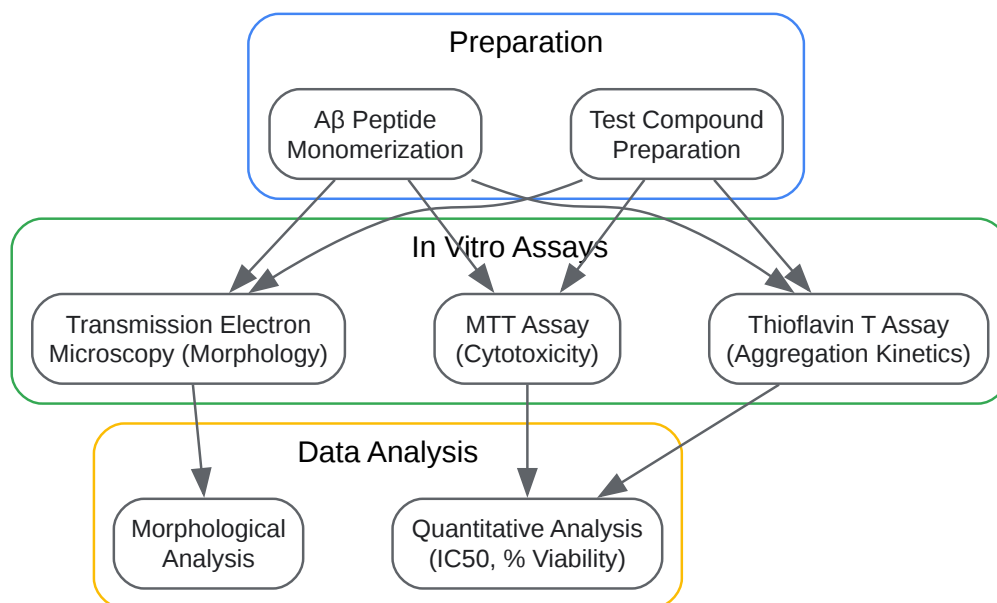 Preparation
Aβ Peptide
Monomerization
Test Compound
Preparation
In Vitro Assays
Transmission Electron
Microscopy (Morphology)
MTT Assay
(Cytotoxicity)
Thioflavin T Assay
(Aggregation Kinetics)
Data Analysis
Morphological
Analysis
Quantitative Analysis
(IC50, % Viability)